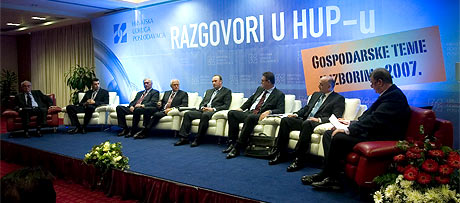 HRVATSKA
UDRUGA
POSLODAVACA
RAZGOVORI U HUP-u
GOSPODARSKE TEME
IZBORIMA 2007.